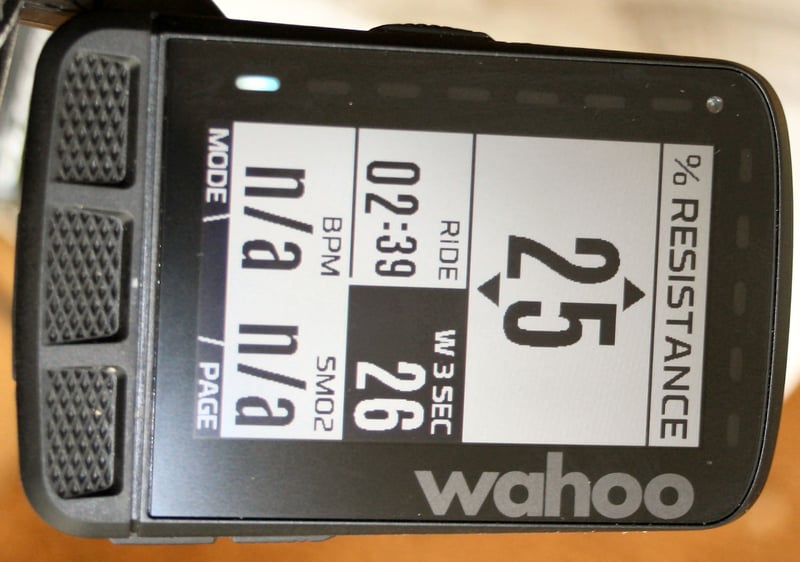 % RESISTANCE
25
RIDE
02:39
W 3 SEC
26
BPM
n/a
SMO2
n/a
MODE
PAGE
wahoo